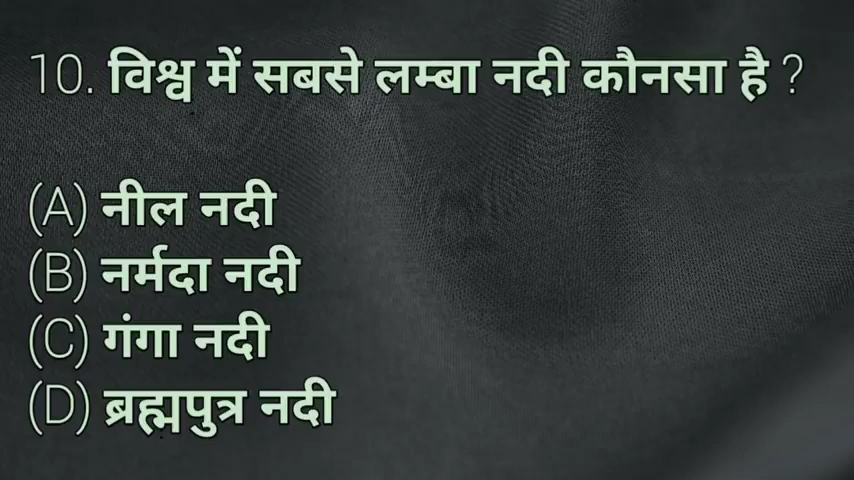 10. विश्व में सबसे लम्बा नदी कौनसा है ?
(A) नील नदी
(B) नर्मदा नदी
(C) गंगा नदी
(D) ब्रह्मपुत्र नदी